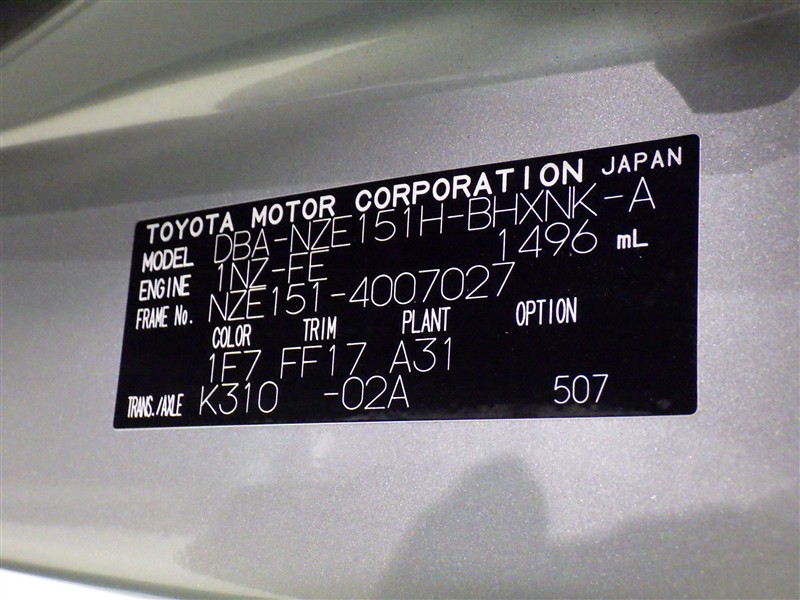 TOYOTA MOTOR CORPORATION JAPAN
MODEL DBA-NZE151H-BHXNK-A
ENGINE 1NZ-FE 1496 mL
FRAME No. NZE151-4007027
COLOR TRIM PLANT OPTION
1E7 FF17 A31
TRANS./AXLE K310 -02A 507